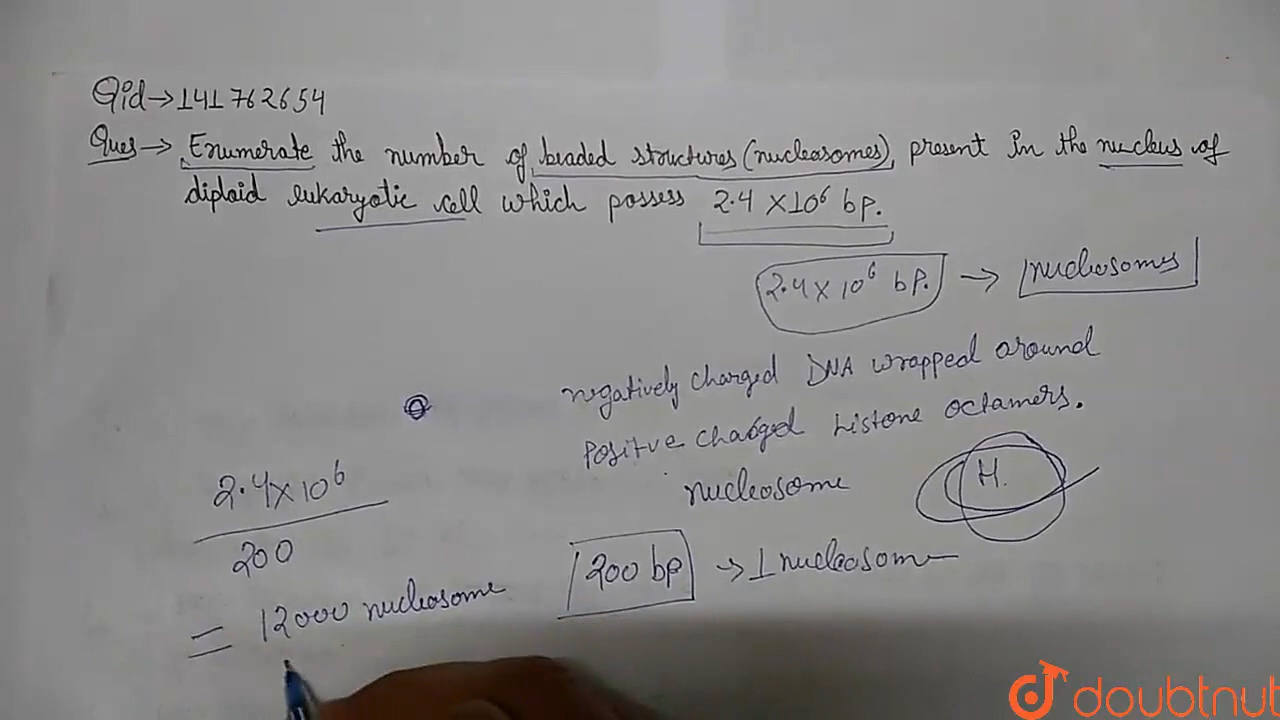 Qid→141762654
Ques→ Enumerate the number of beaded structures (nucleosomes), present in the nucleus of
diploid eukaryotic cell which possess 2.4 ×10⁶ bp.
2.4 × 10⁶ bp. → nucleosomes
negatively charged DNA wrapped around
Positve charged histone octamers.
nucleosome H.
2.4×10⁶
200
200 bp → 1 nucleosome
= 12000 nucleosome
doubtnut